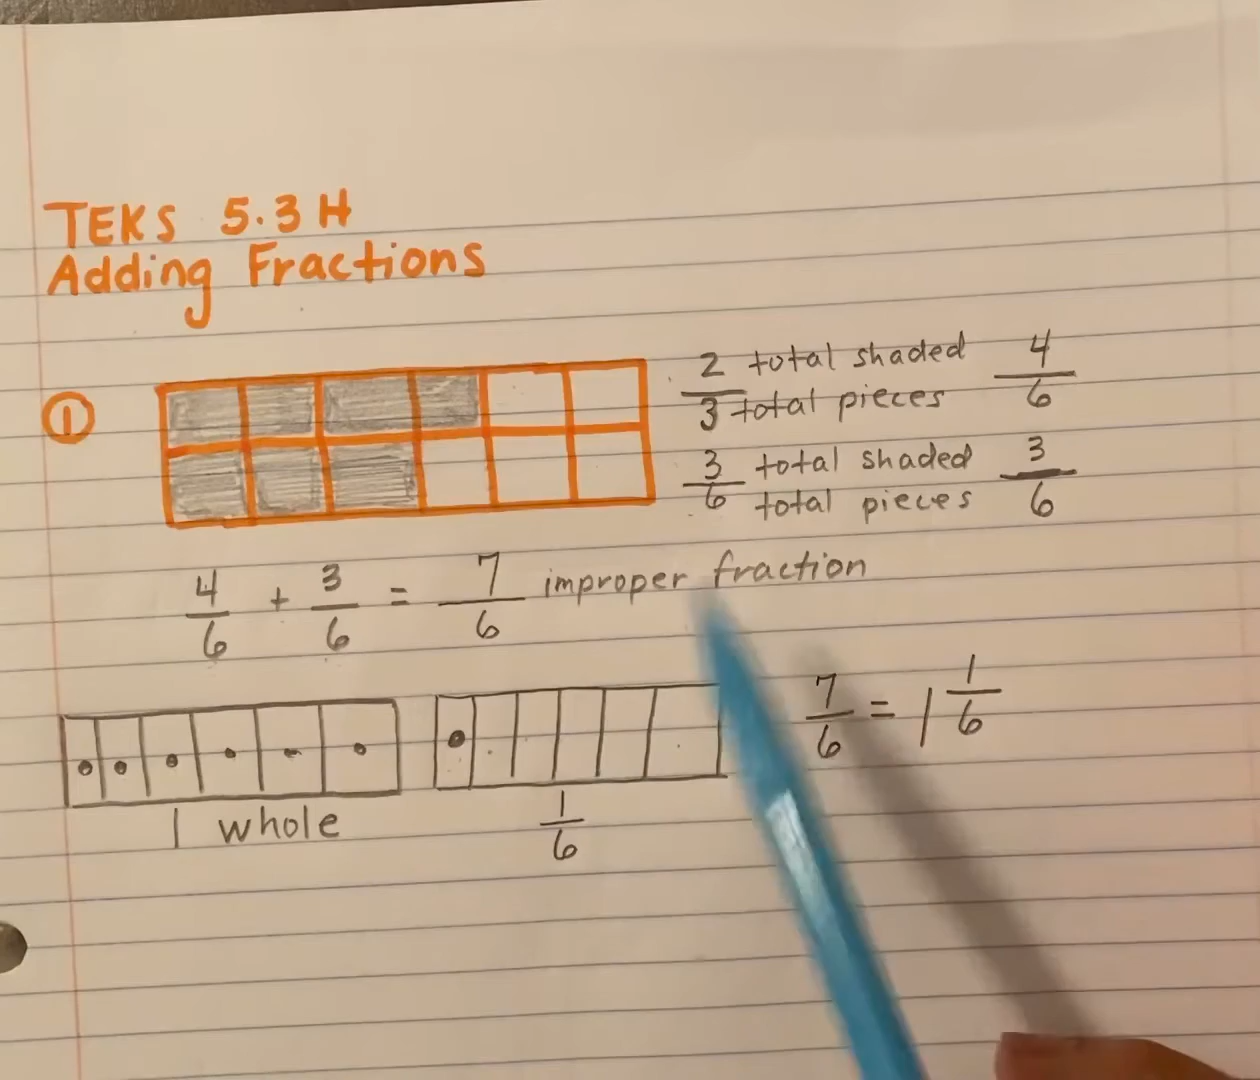 TEKS 5.3H
Adding Fractions
1
2/3 total shaded / total pieces 4/6
3/6 total shaded / total pieces 3/6
4/6 + 3/6 = 7/6 improper fraction
7/6 = 1 1/6
1 whole 1/6